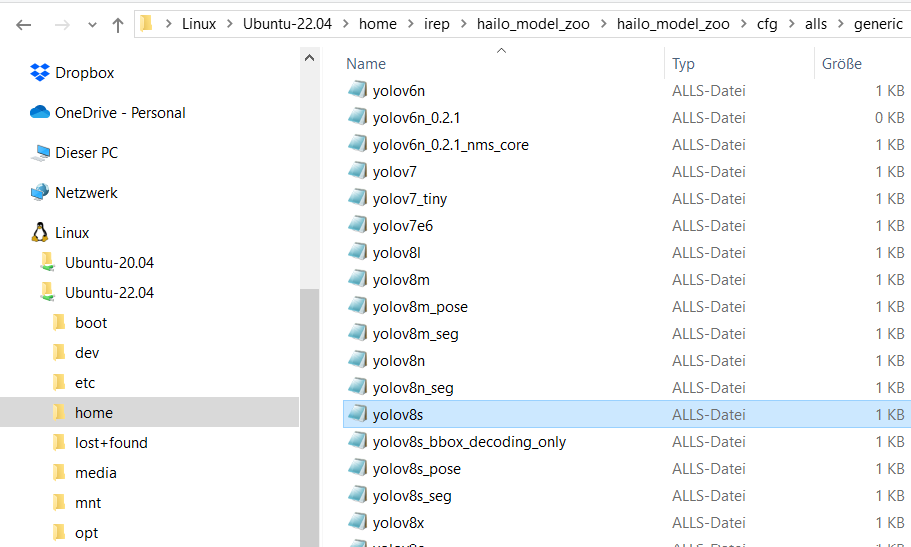 Linux > Ubuntu-22.04 > home > irep > hailo_model_zoo > hailo_model_zoo > cfg > alls > generic
Dropbox
OneDrive - Personal
Dieser PC
Netzwerk
Linux
Ubuntu-20.04
Ubuntu-22.04
boot
dev
etc
home
lost+found
media
mnt
opt
Name Typ Größe
yolov6n ALLS-Datei 1 KB
yolov6n_0.2.1 ALLS-Datei 0 KB
yolov6n_0.2.1_nms_core ALLS-Datei 1 KB
yolov7 ALLS-Datei 1 KB
yolov7_tiny ALLS-Datei 1 KB
yolov7e6 ALLS-Datei 1 KB
yolov8l ALLS-Datei 1 KB
yolov8m ALLS-Datei 1 KB
yolov8m_pose ALLS-Datei 1 KB
yolov8m_seg ALLS-Datei 1 KB
yolov8n ALLS-Datei 1 KB
yolov8n_seg ALLS-Datei 1 KB
yolov8s ALLS-Datei 1 KB
yolov8s_bbox_decoding_only ALLS-Datei 1 KB
yolov8s_pose ALLS-Datei 1 KB
yolov8s_seg ALLS-Datei 1 KB
yolov8x ALLS-Datei 1 KB